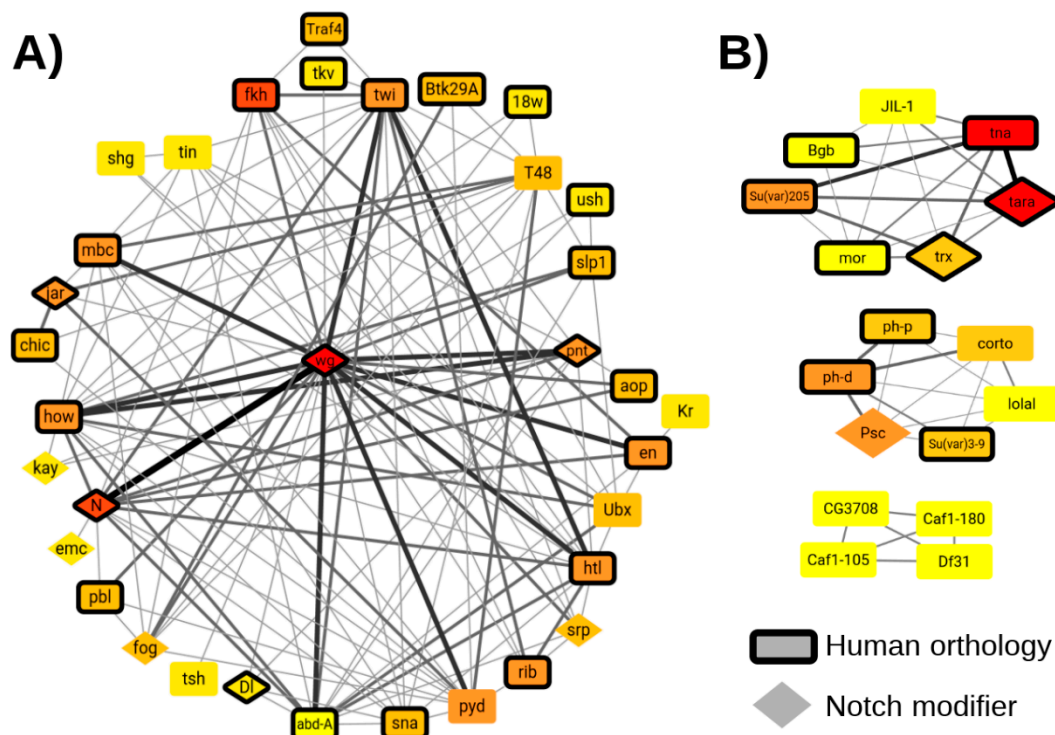 A)
B)
Traf4
tkv
fkh
twi
Btk29A
18w
shg
tin
T48
ush
mbc
slp1
jar
chic
wg
pnt
aop
how
Kr
en
kay
N
Ubx
emc
htl
pbl
fog
srp
tsh
Dl
rib
abd-A
sna
pyd
JIL-1
Bgb
tna
Su(var)205
tara
mor
trx
ph-p
corto
ph-d
lolal
Psc
Su(var)3-9
CG3708
Caf1-180
Caf1-105
Df31
Human orthology
Notch modifier